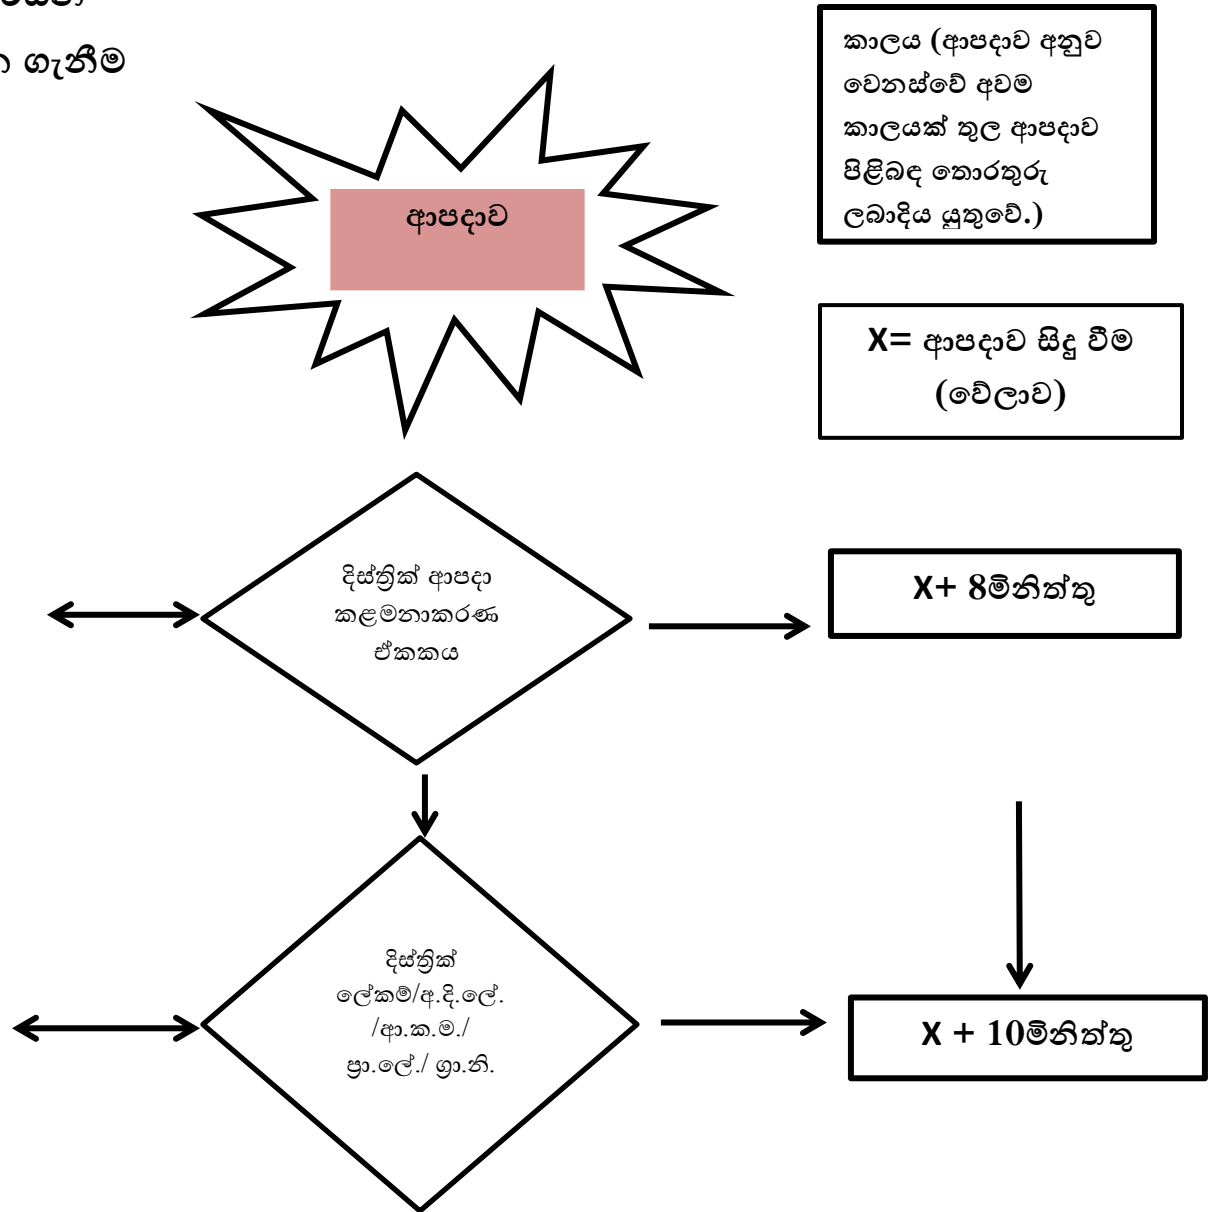 ගැනීම
ආපදාව
කාලය (ආපදාව අනුව
වෙනස්වේ අවම
කාලයක් තුල ආපදාව
පිළිබඳ තොරතුරු
ලබාදිය යුතුවේ.)
X= ආපදාව සිදු වීම
(වේලාව)
දිස්ත්‍රික් ආපදා
කළමනාකරණ
ඒකකය
X+ 8මිනිත්තු
දිස්ත්‍රික්
ලේකම්/අ.දි.ලේ.
/ආ.ක.ම./
ප්‍රා.ලේ./ ග්‍රා.නි.
X + 10මිනිත්තු